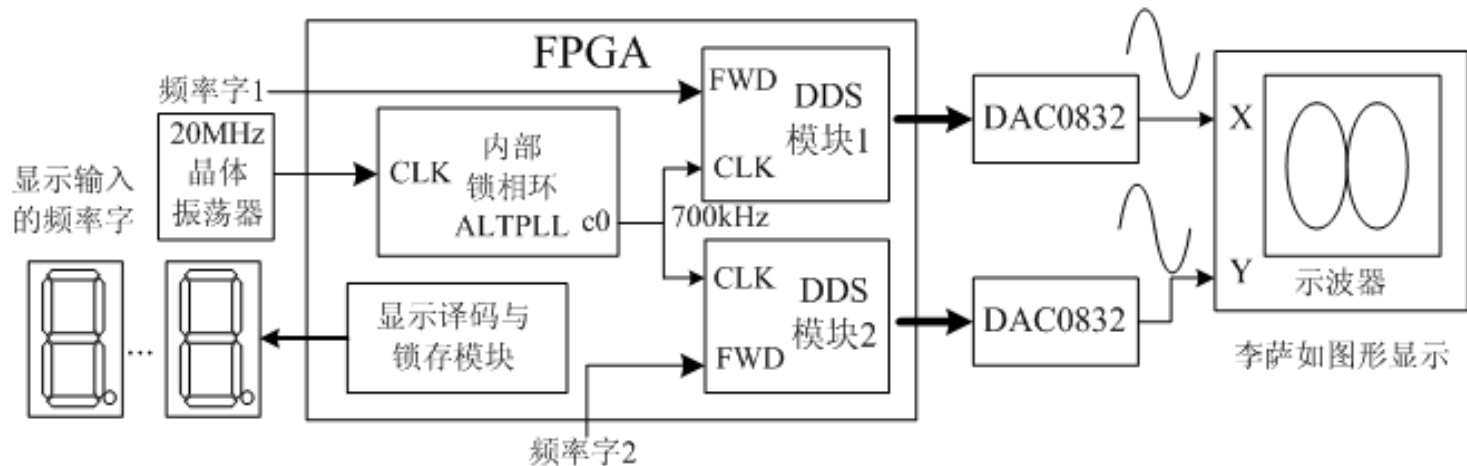 FPGA
频率字1
20MHz
晶体
振荡器
显示输入
的频率字
CLK
内部
锁相环
ALTPLL
c0
700kHz
FWD
DDS
模块1
CLK
CLK
DDS
模块2
FWD
显示译码与
锁存模块
...
频率字2
DAC0832
DAC0832
X
Y
示波器
李萨如图形显示